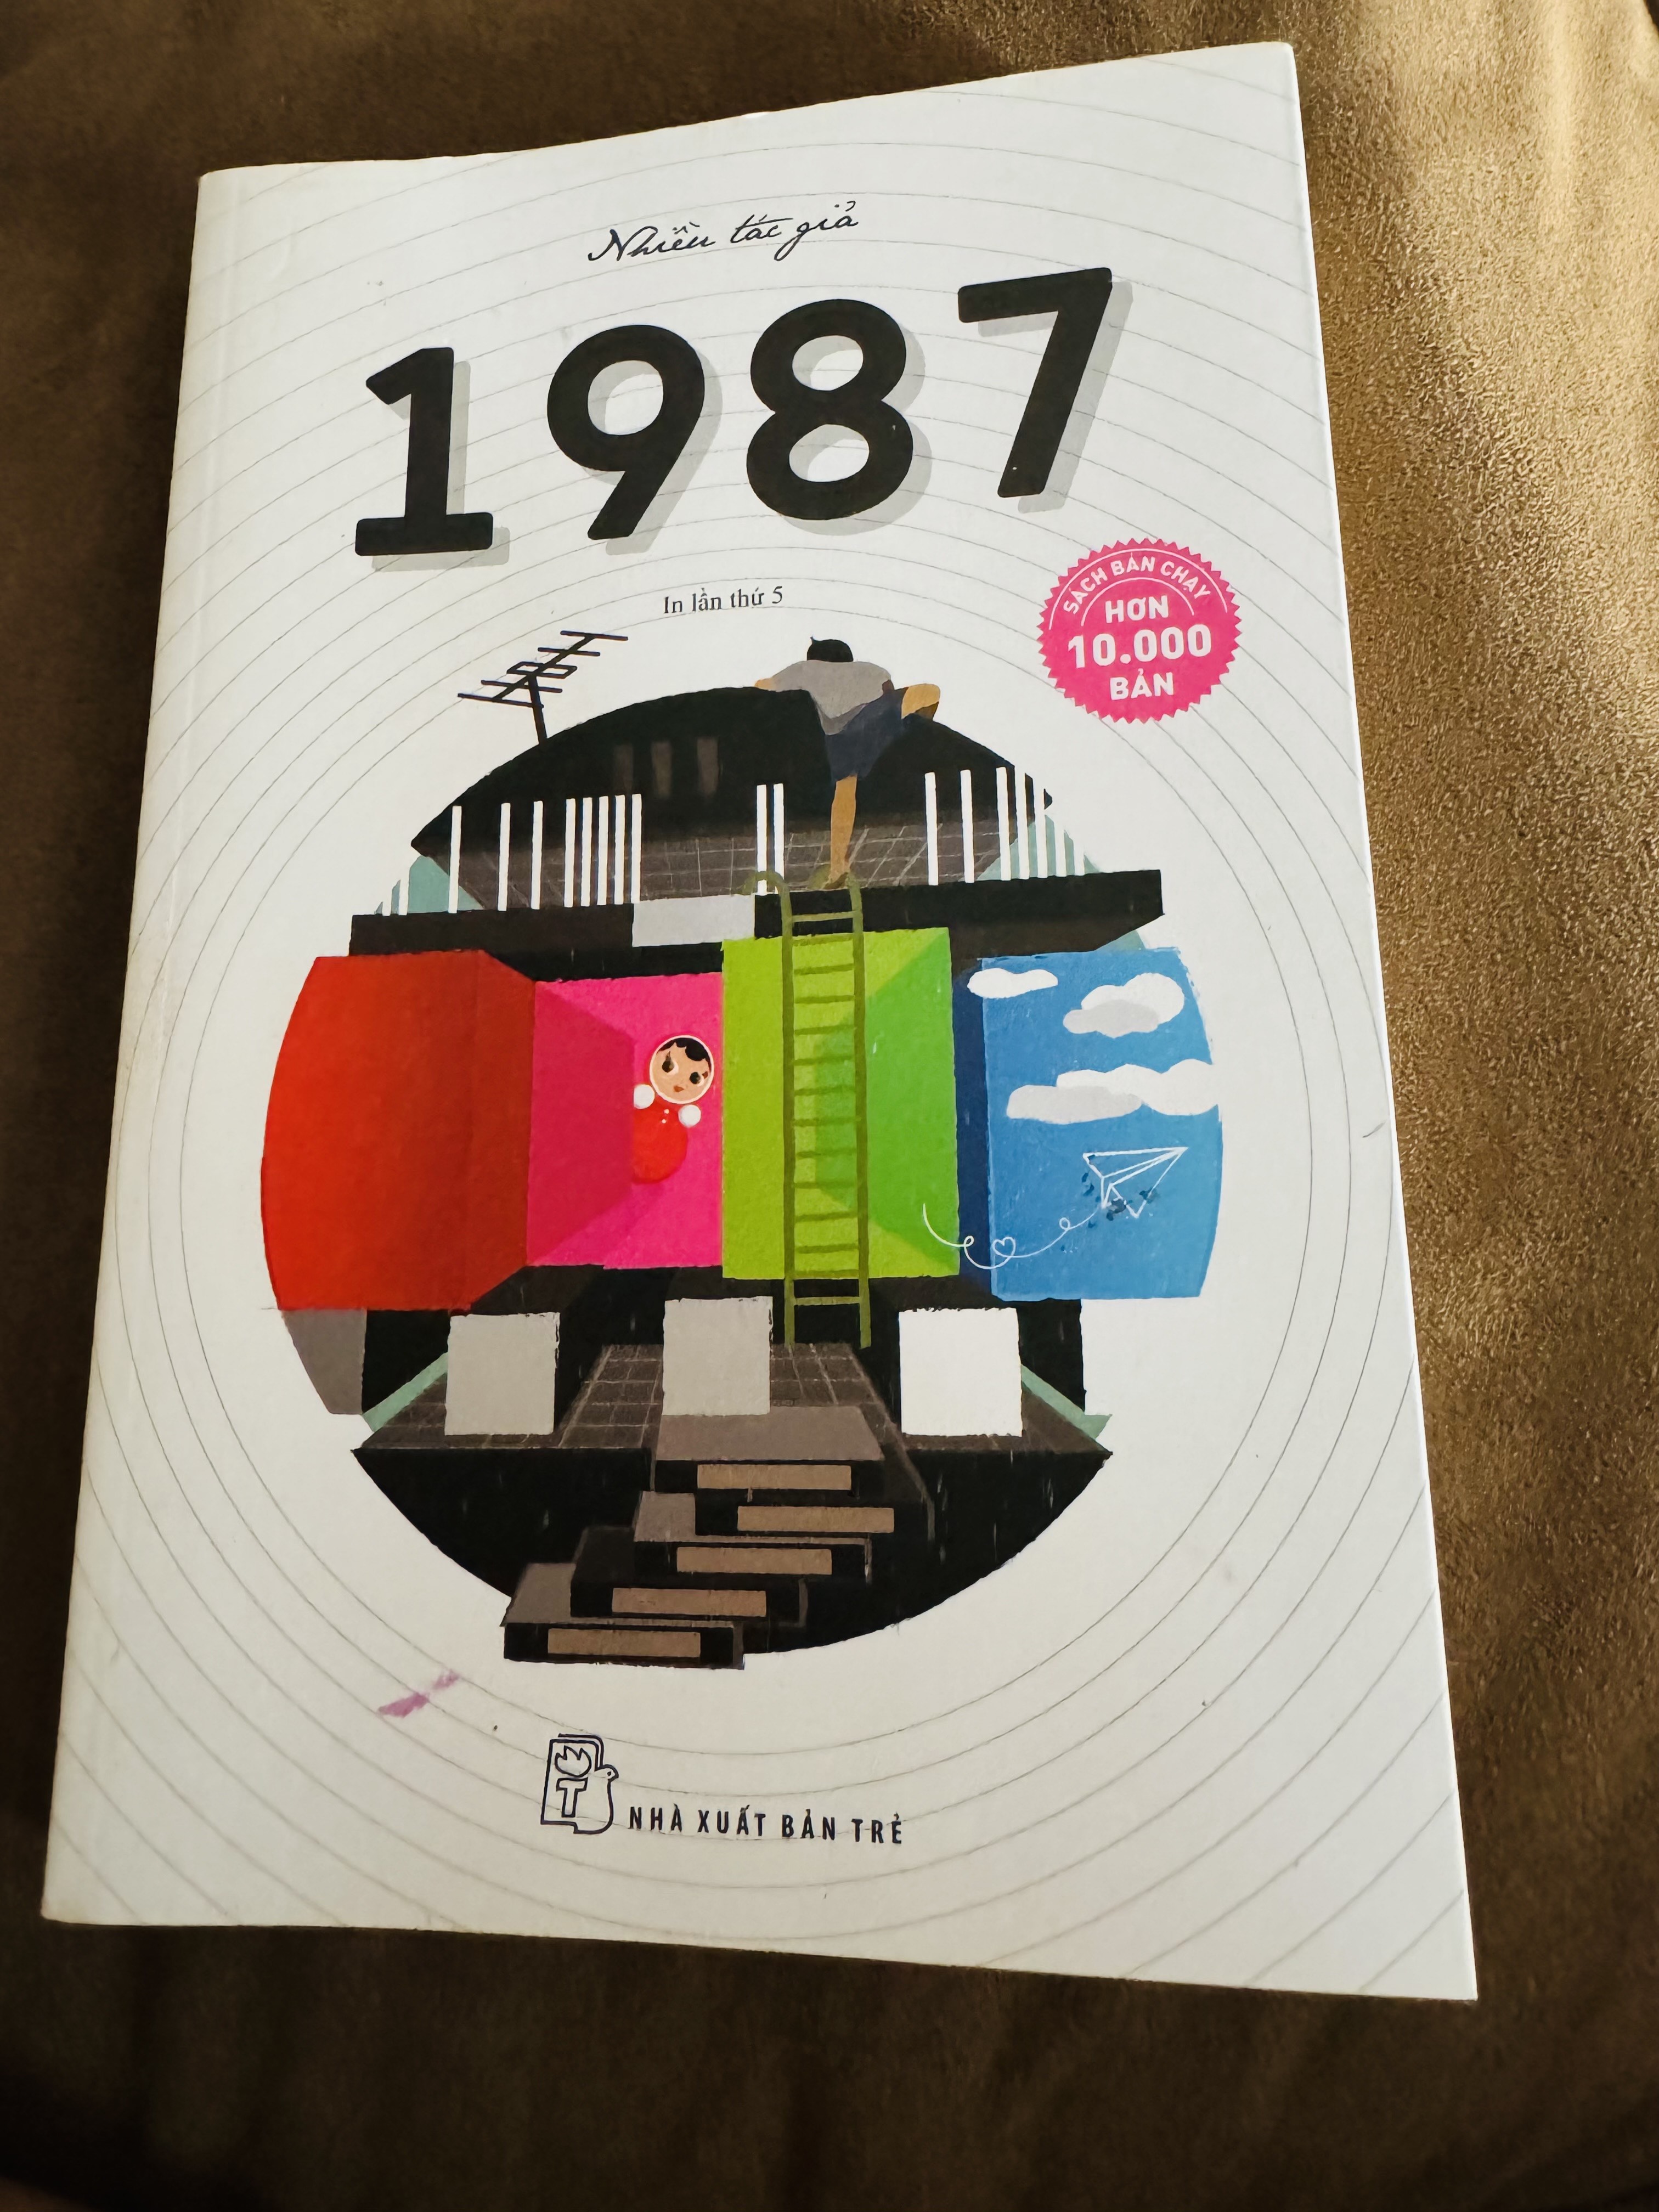 Nhiều tác giả
1987
In lần thứ 5
SÁCH BÁN CHẠY
HƠN
10.000
BẢN
T
NHÀ XUẤT BẢN TRẺ